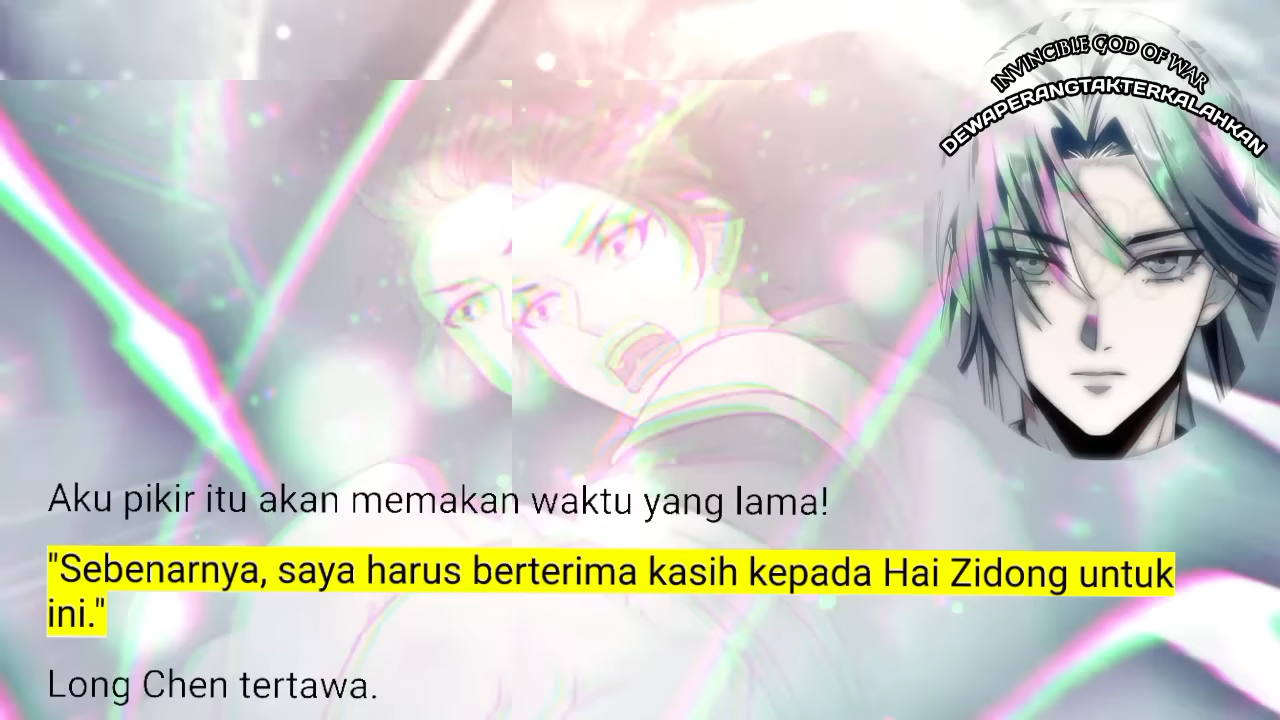 INVINCIBLE GOD OF WAR
DEWAPERANGTAKTERKALAHKAN
Aku pikir itu akan memakan waktu yang lama!
"Sebenarnya, saya harus berterima kasih kepada Hai Zidong untuk
ini."
Long Chen tertawa.